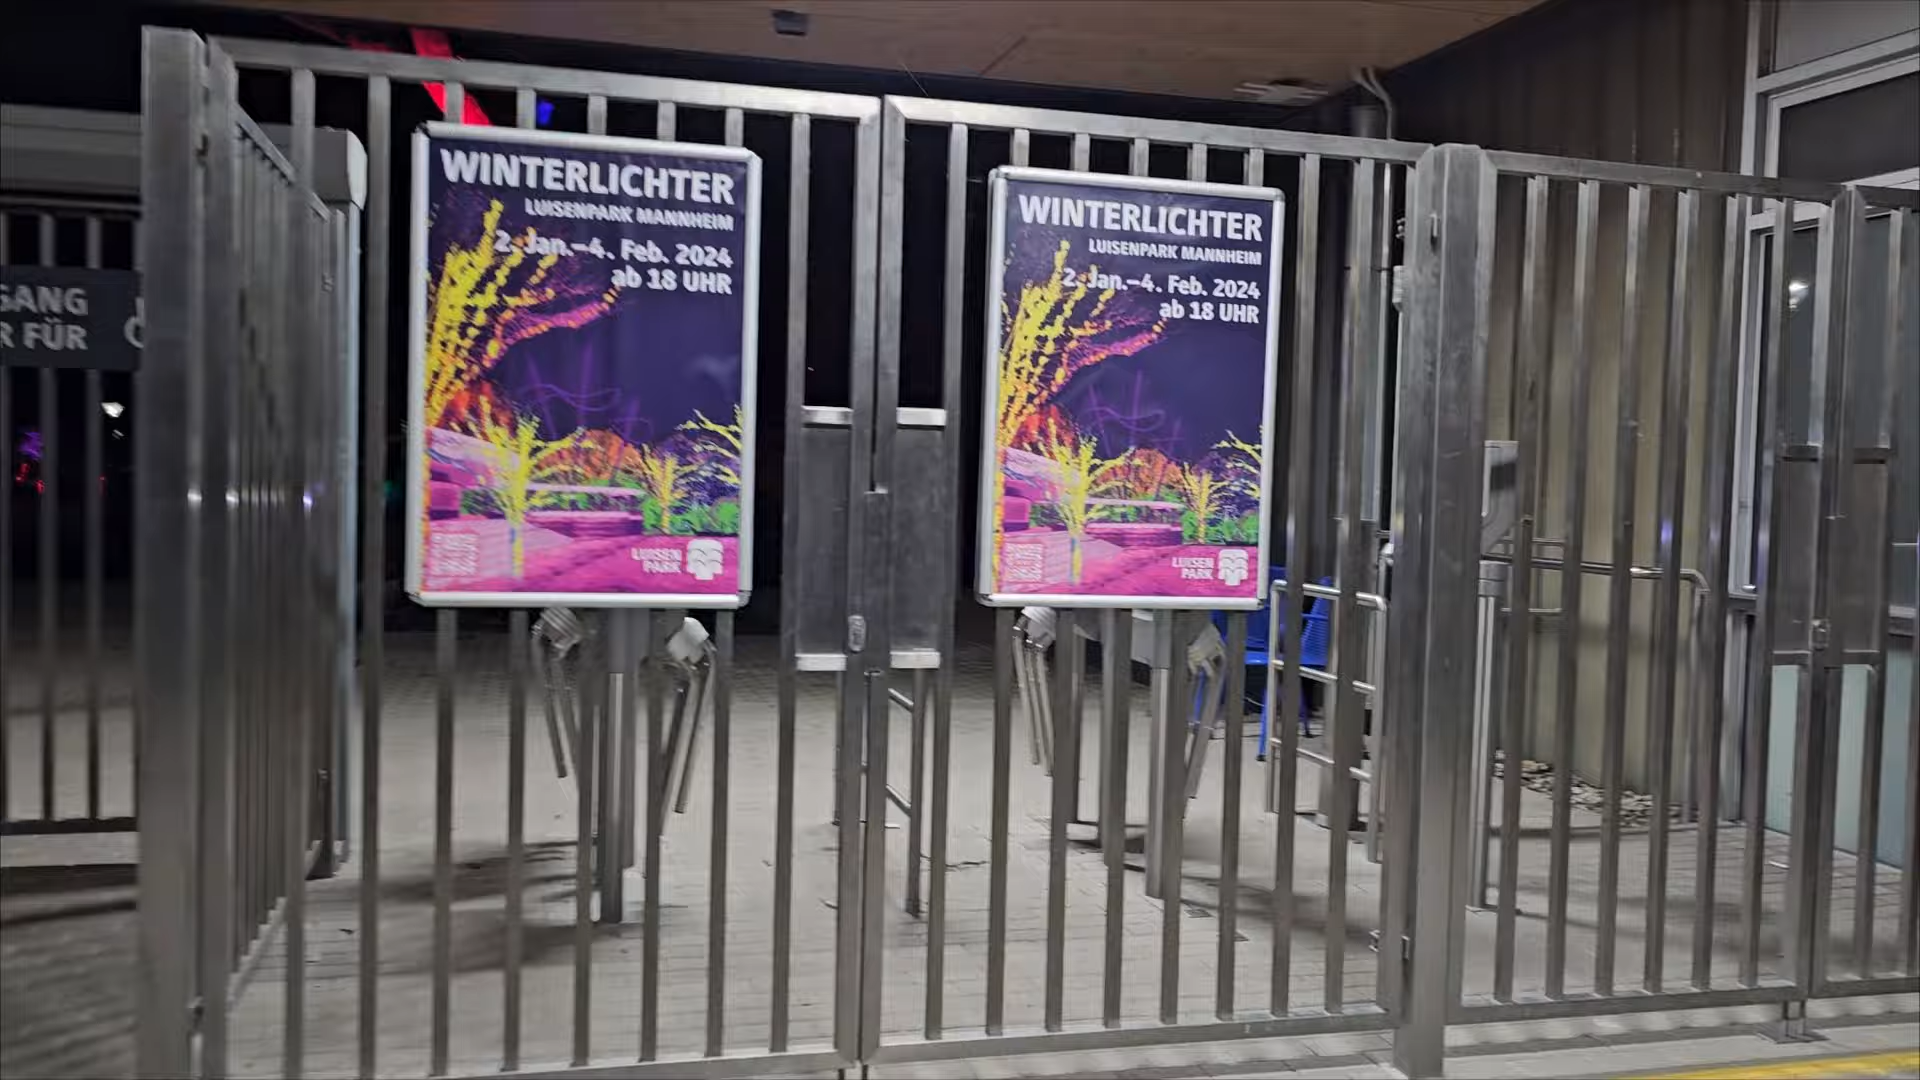 GANG
R FÜR
WINTERLICHTER
LUISENPARK MANNHEIM
2. Jan.–4. Feb. 2024
ab 18 UHR
LUISEN
PARK
WINTERLICHTER
LUISENPARK MANNHEIM
2. Jan.–4. Feb. 2024
ab 18 UHR
LUISEN
PARK